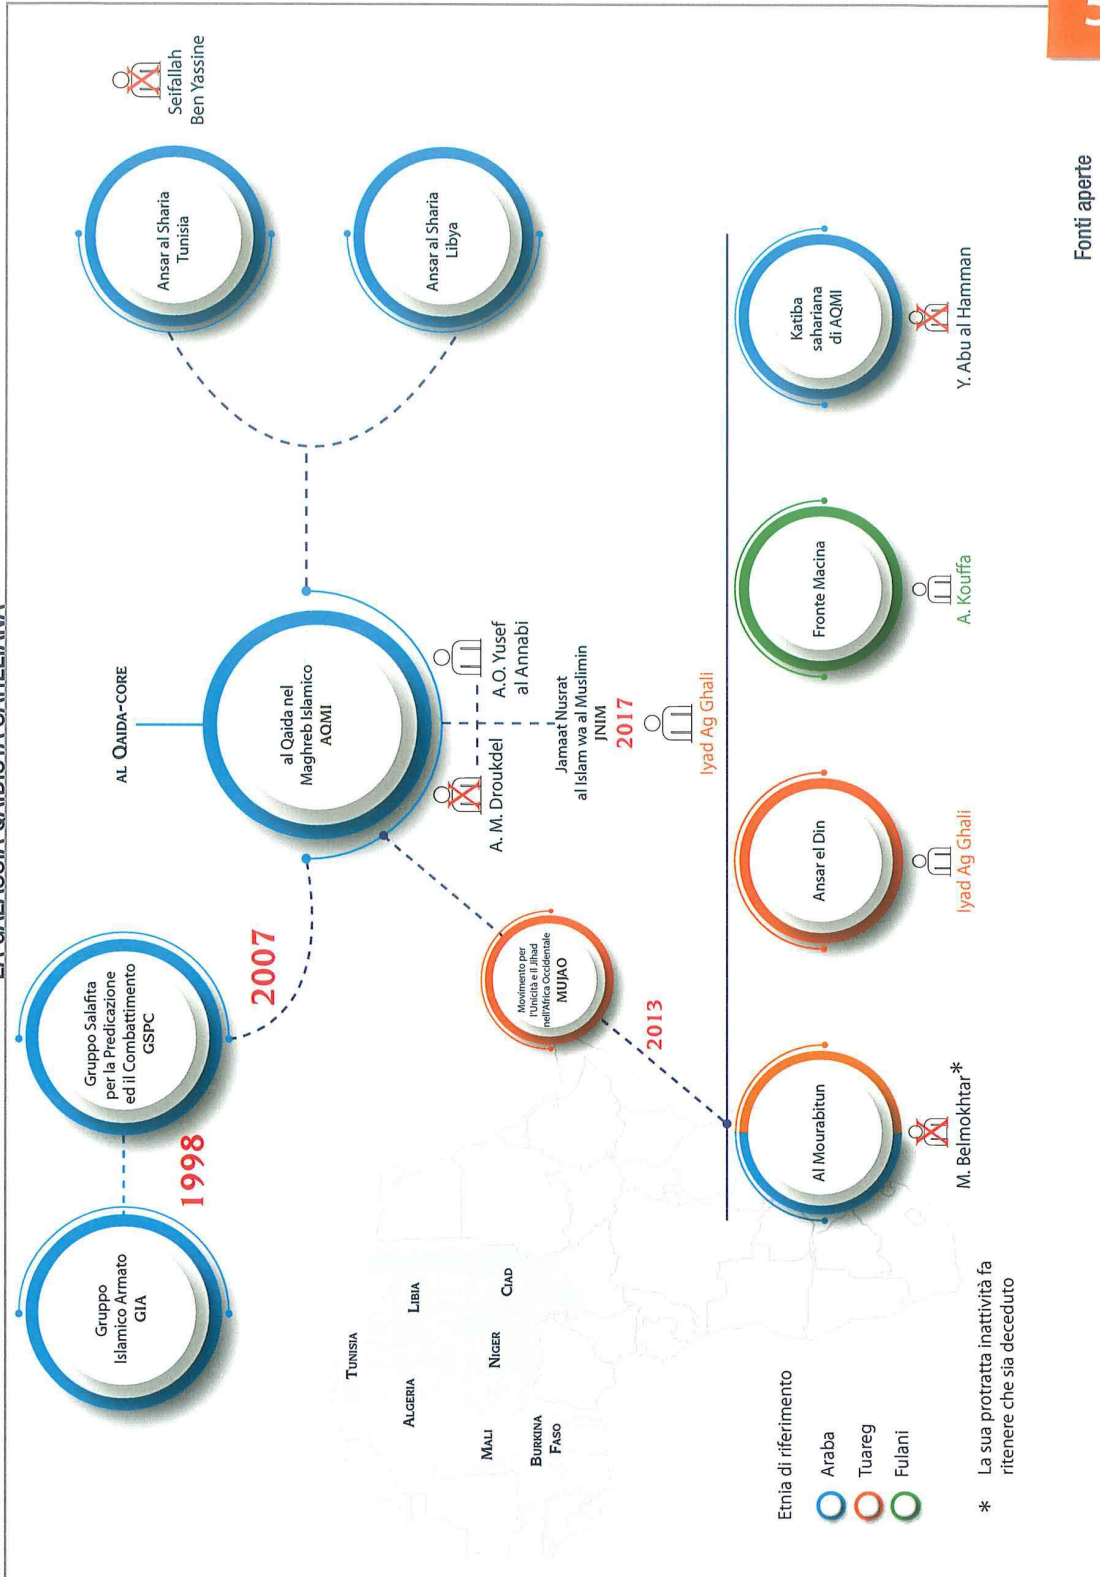 LA GALASSIA QAIDISTA SAHELIANA
Gruppo
Islamico Armato
GIA
1998
Gruppo Salafita
per la Predicazione
ed il Combattimento
GSPC
2007
AL QAIDA-CORE
al Qaida nel
Maghreb Islamico
AQMI
A. M. Droukdel
A.O. Yusef
al Annabi
Ansar al Sharia
Tunisia
Seifallah
Ben Yassine
Ansar al Sharia
Libya
Jamaat Nusrat
al Islam wa al Muslimin
JNIM
2017
Iyad Ag Ghali
Movimento per
l'Unicità e il Jihad
nell'Africa Occidentale
MUJAO
2013
Al Mourabitun
M. Belmokhtar*
Ansar el Din
Iyad Ag Ghali
Fronte Macina
A. Kouffa
Katiba
sahariana
di AQMI
Y. Abu al Hamman
TUNISIA
ALGERIA
LIBIA
MALI
NIGER
CIAD
BURKINA
FASO
Etnia di riferimento
Araba
Tuareg
Fulani
* La sua protratta inattività fa
ritenere che sia deceduto
Fonti aperte